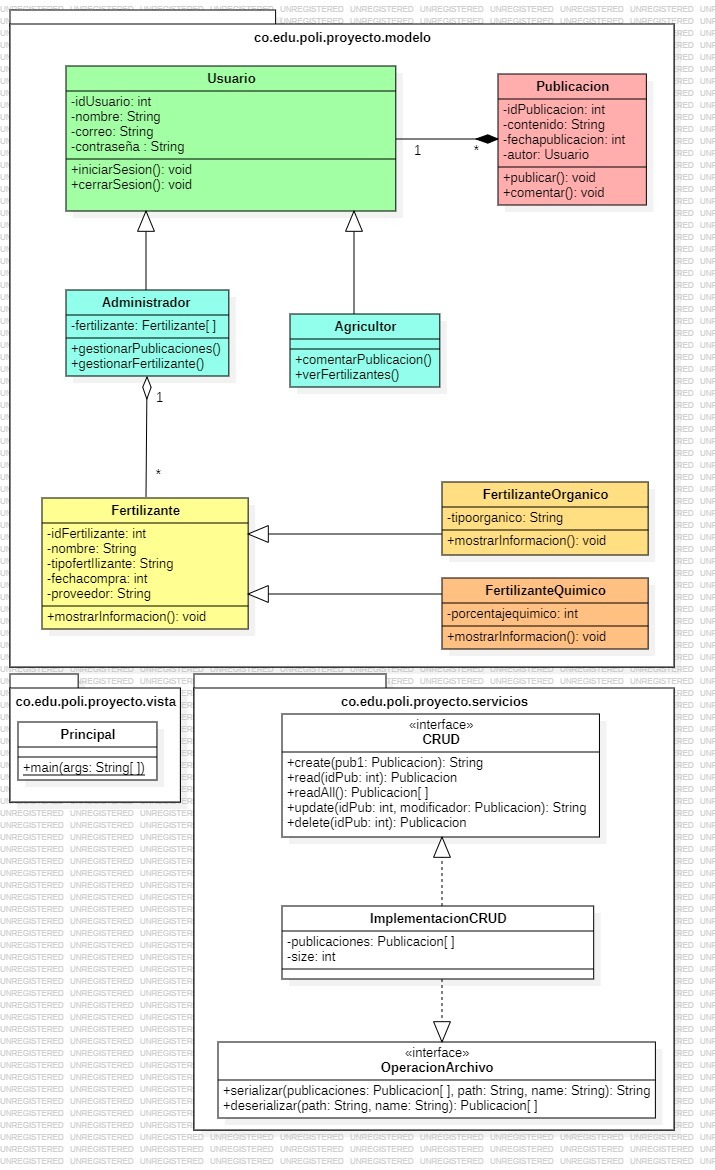 co.edu.poli.proyecto.modelo
Usuario
-idUsuario: int
-nombre: String
-correo: String
-contraseña : String
+iniciarSesion(): void
+cerrarSesion(): void
1
*
Publicacion
-idPublicacion: int
-contenido: String
-fechapublicacion: int
-autor: Usuario
+publicar(): void
+comentar(): void
Administrador
-fertilizante: Fertilizante[ ]
+gestionarPublicaciones()
+gestionarFertilizante()
Agricultor
+comentarPublicacion()
+verFertilizantes()
1
*
Fertilizante
-idFertilizante: int
-nombre: String
-tipofertIlizante: String
-fechacompra: int
-proveedor: String
+mostrarInformacion(): void
FertilizanteOrganico
-tipoorganico: String
+mostrarInformacion(): void
FertilizanteQuimico
-porcentajequimico: int
+mostrarInformacion(): void
co.edu.poli.proyecto.vista
Principal
+main(args: String[ ])
co.edu.poli.proyecto.servicios
«interface»
CRUD
+create(pub1: Publicacion): String
+read(idPub: int): Publicacion
+readAll(): Publicacion[ ]
+update(idPub: int, modificador: Publicacion): String
+delete(idPub: int): Publicacion
ImplementacionCRUD
-publicaciones: Publicacion[ ]
-size: int
«interface»
OperacionArchivo
+serializar(publicaciones: Publicacion[ ], path: String, name: String): String
+deserializar(path: String, name: String): Publicacion[ ]
UNREGISTERED